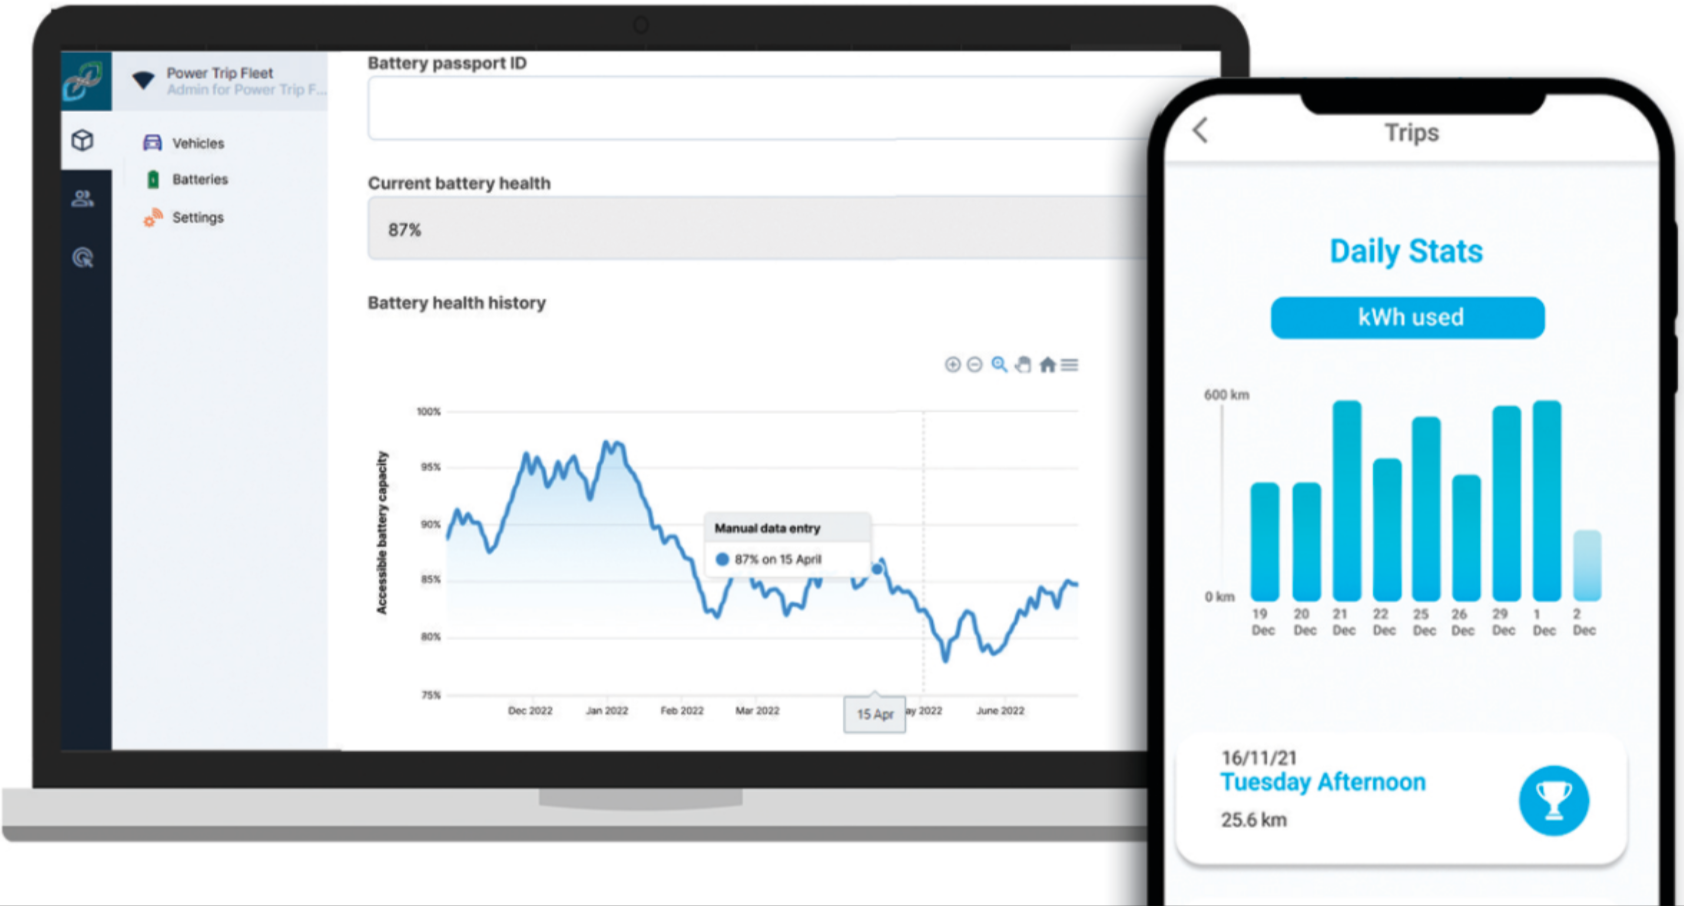 Power Trip Fleet
Admin for Power Trip F...
Vehicles
Batteries
Settings
Battery passport ID
Current battery health
87%
Battery health history
Accessible battery capacity
100%
95%
90%
85%
80%
75%
Manual data entry
87% on 15 April
Dec 2022 Jan 2022 Feb 2022 Mar 2022 15 Apr ay 2022 June 2022
Trips
Daily Stats
kWh used
600 km
0 km
19 20 21 22 25 26 29 1 2
Dec Dec Dec Dec Dec Dec Dec Dec Dec
16/11/21
Tuesday Afternoon
25.6 km